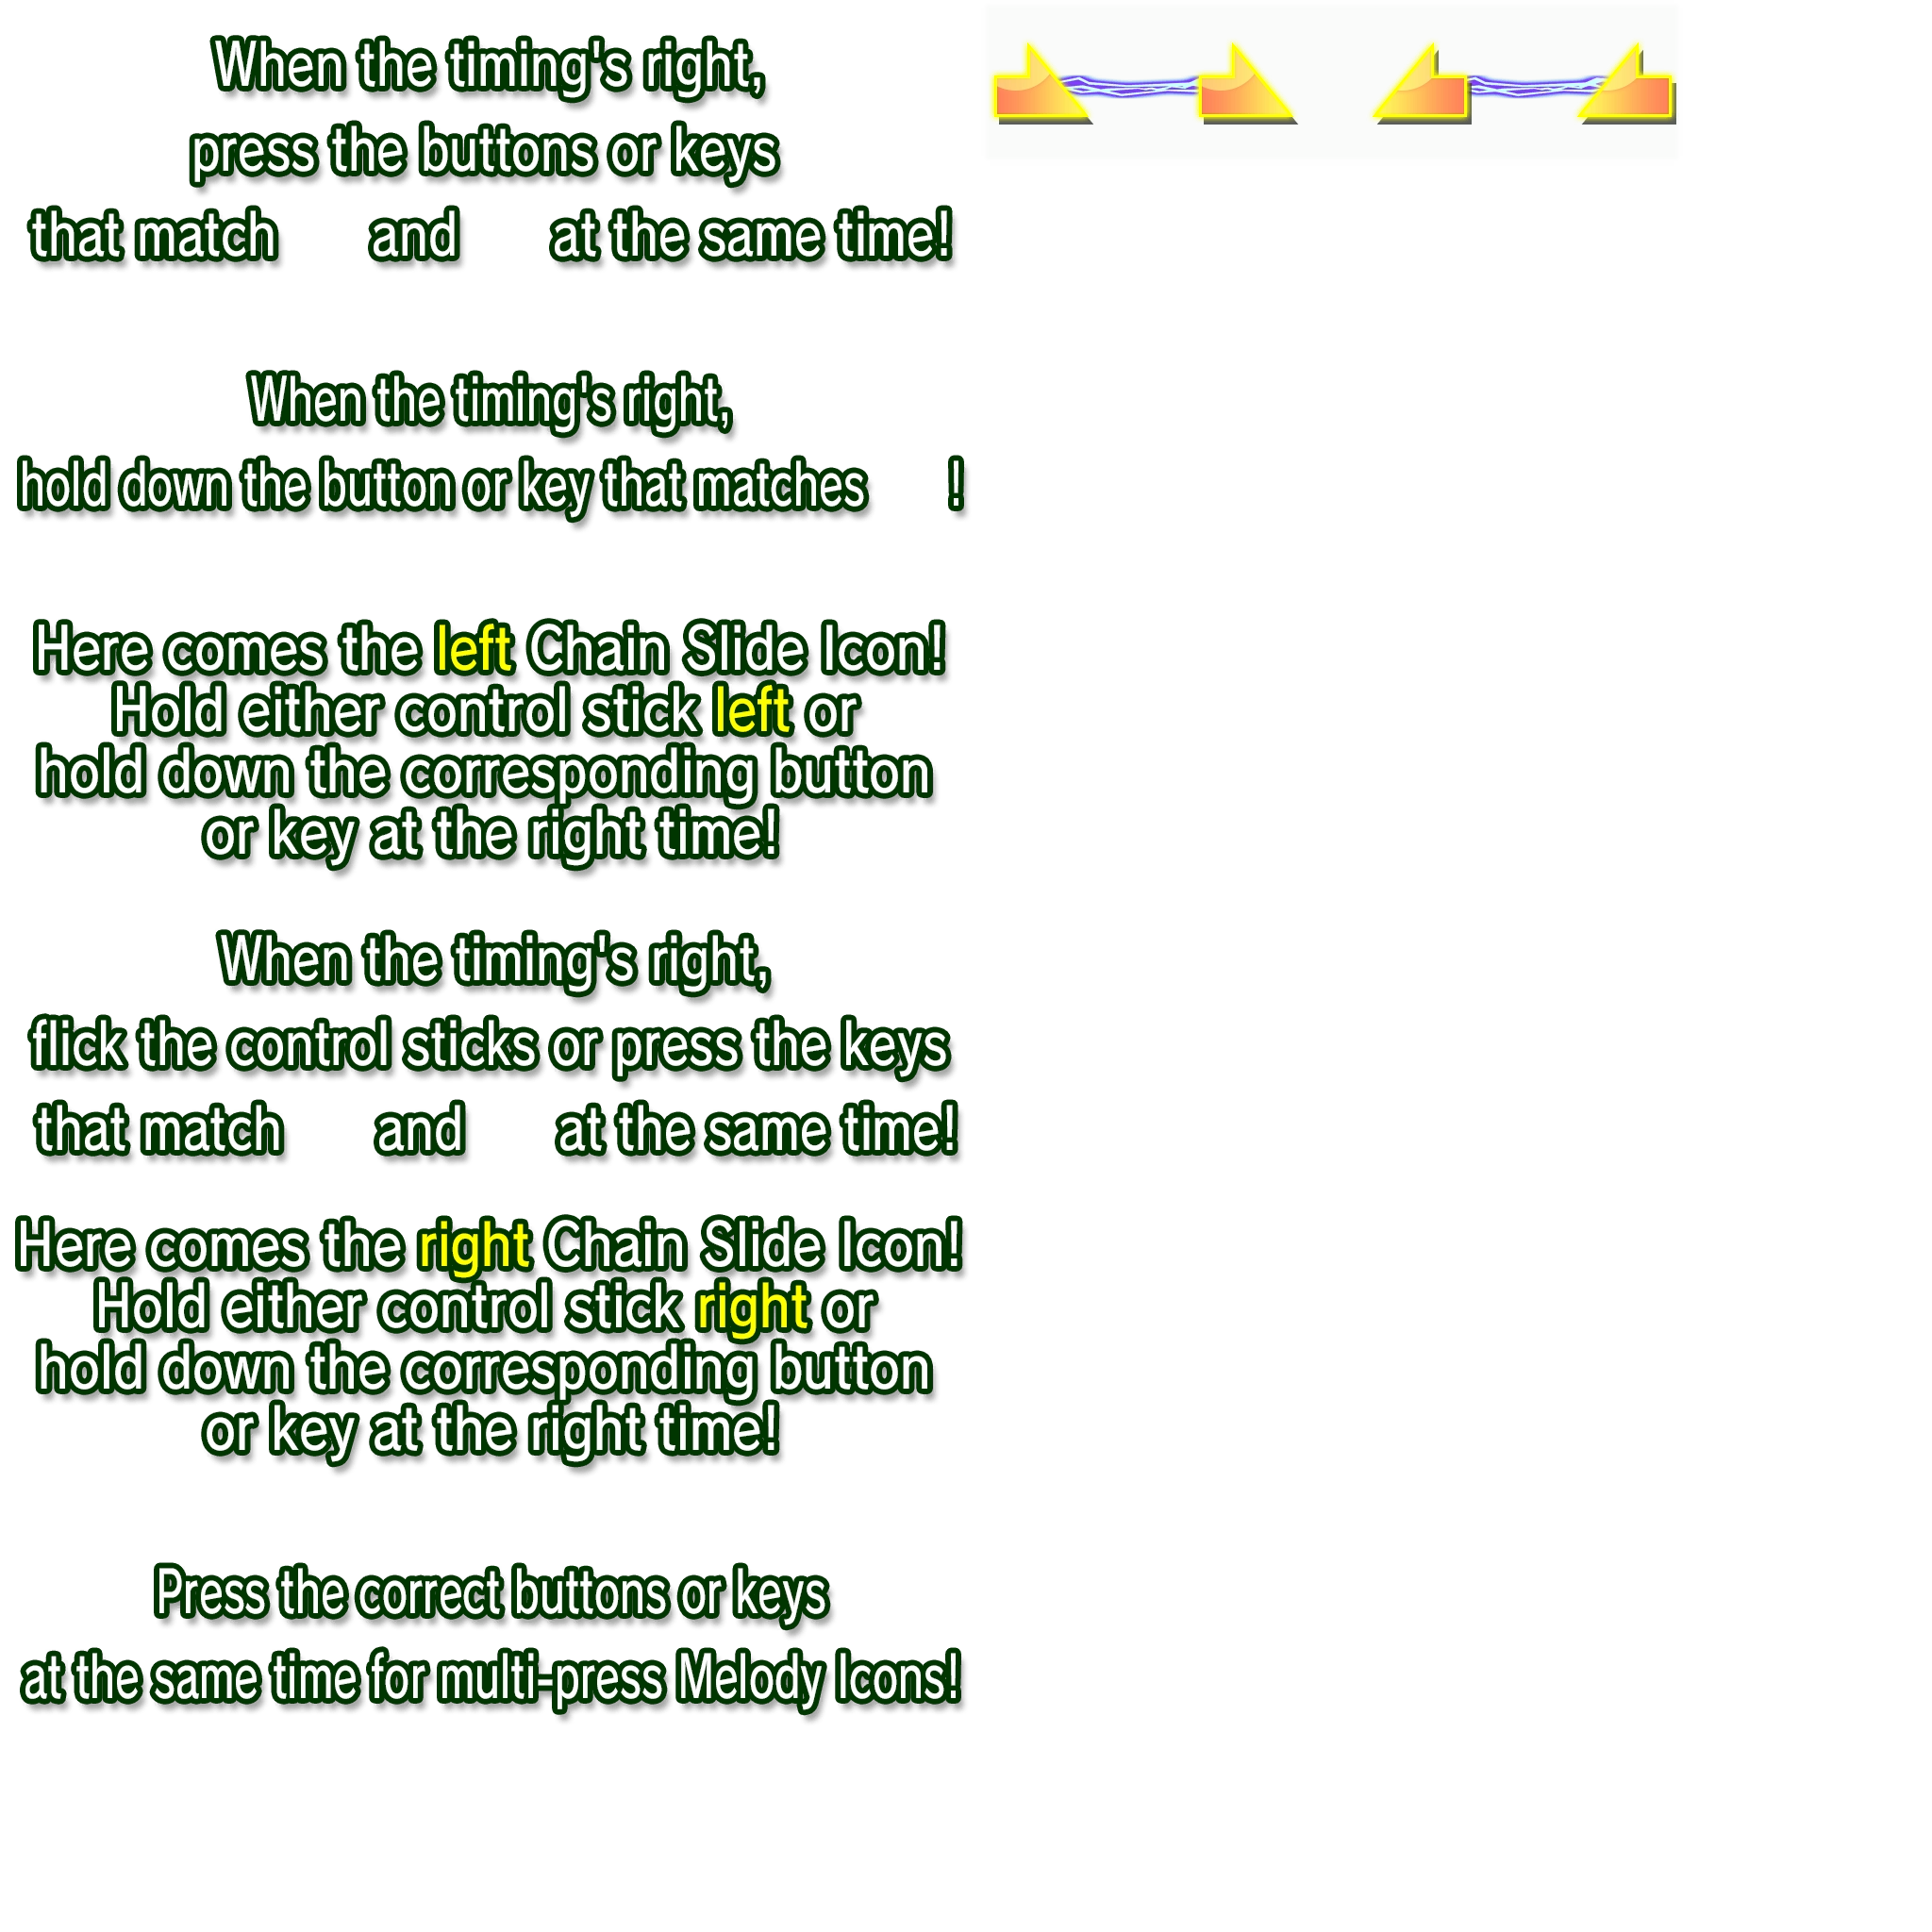 When the timing's right,
press the buttons or keys
that match and at the same time!
When the timing's right,
hold down the button or key that matches !
Here comes the left Chain Slide Icon!
Hold either control stick left or
hold down the corresponding button
or key at the right time!
When the timing's right,
flick the control sticks or press the keys
that match and at the same time!
Here comes the right Chain Slide Icon!
Hold either control stick right or
hold down the corresponding button
or key at the right time!
Press the correct buttons or keys
at the same time for multi-press Melody Icons!